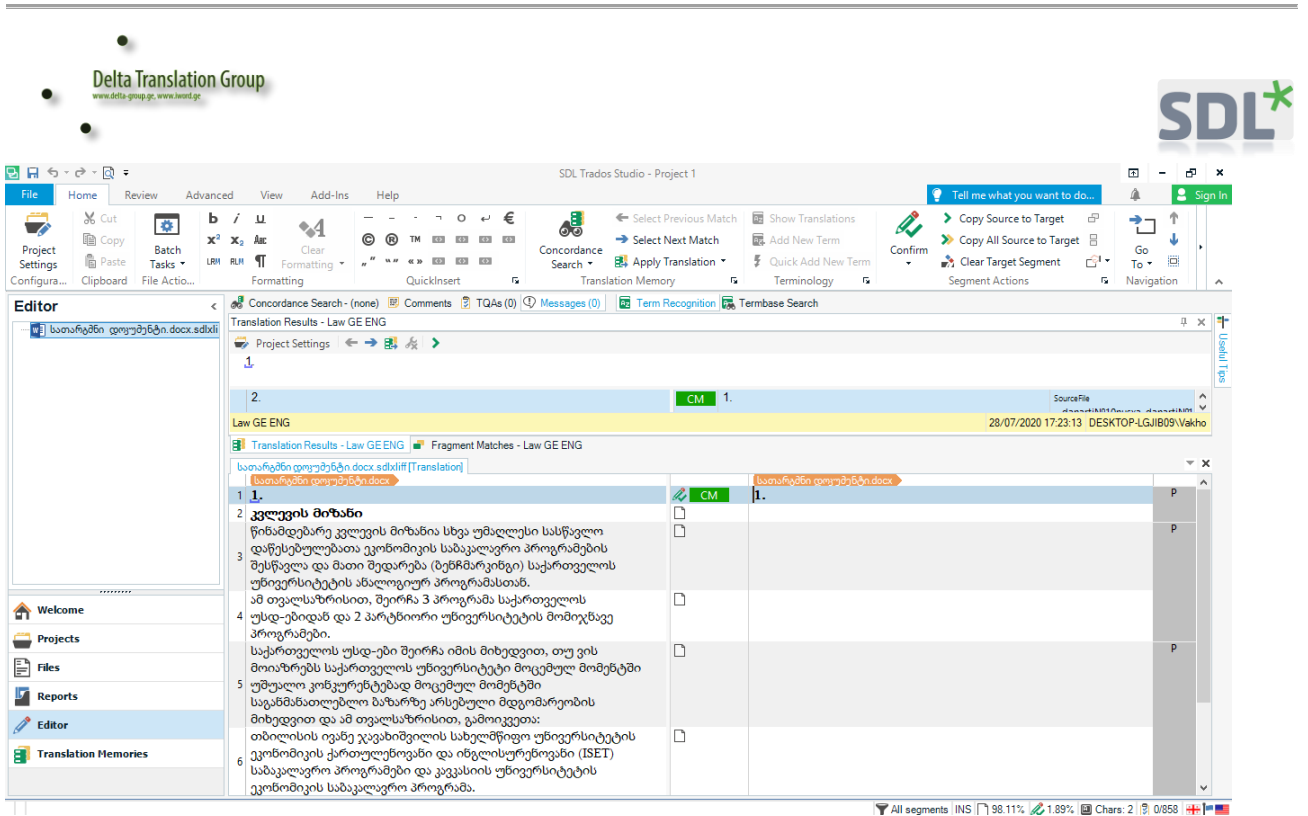 Delta Translation Group
www.delta-group.ge, www.iword.ge
SDL*
SDL Trados Studio - Project 1
File Home Review Advanced View Add-Ins Help
Tell me what you want to do...
Sign In
Cut
Copy
Paste
Project Settings
Batch Tasks
Clear Formatting
Concordance Search
Select Previous Match
Select Next Match
Apply Translation
Show Translations
Add New Term
Quick Add New Term
Confirm
Copy Source to Target
Copy All Source to Target
Clear Target Segment
Go To
Configura... Clipboard File Actio... Formatting QuickInsert Translation Memory Terminology Segment Actions Navigation
Editor
Concordance Search - (none) Comments TQAs (0) Messages (0) Term Recognition Termbase Search
სათარგმნი დოკუმენტი.docx.sdlxli
Translation Results - Law GE ENG
Project Settings
Useful Tips
1.
2. CM 1.
SourceFile
Law GE ENG 28/07/2020 17:23:13 DESKTOP-LGJIB09\Vakho
Translation Results - Law GE ENG Fragment Matches - Law GE ENG
სათარგმნი დოკუმენტი.docx.sdlxliff [Translation]
სათარგმნი დოკუმენტი.docx სათარგმნი დოკუმენტი.docx
1 1. CM 1. P
2 კვლევის მიზანი
3 წინამდებარე კვლევის მიზანია სხვა უმაღლესი სასწავლო P
დაწესებულებათა ეკონომიკის საბაკალავრო პროგრამების
შესწავლა და მათი შედარება (ბენჩმარკინგი) საქართველოს
უნივერსიტეტის ანალოგიურ პროგრამასთან.
4 ამ თვალსაზრისით, შეირჩა 3 პროგრამა საქართველოს
უსდ-ებიდან და 2 პარტნიორი უნივერსიტეტის მომიჯნავე
პროგრამები.
5 საქართველოს უსდ-ები შეირჩა იმის მიხედვით, თუ ვის P
მოიაზრებს საქართველოს უნივერსიტეტი მოცემულ მომენტში
უშუალო კონკურენტებად მოცემულ მომენტში
საგანმანათლებლო ბაზარზე არსებული მდგომარეობის
მიხედვით და ამ თვალსაზრისით, გამოიკვეთა:
6 თბილისის ივანე ჯავახიშვილის სახელმწიფო უნივერსიტეტის
ეკონომიკის ქართულენოვანი და ინგლისურენოვანი (ISET)
საბაკალავრო პროგრამები და კავკასიის უნივერსიტეტის
ეკონომიკის საბაკალავრო პროგრამა.
Welcome
Projects
Files
Reports
Editor
Translation Memories
All segments INS 98.11% 1.89% Chars: 2 0/858